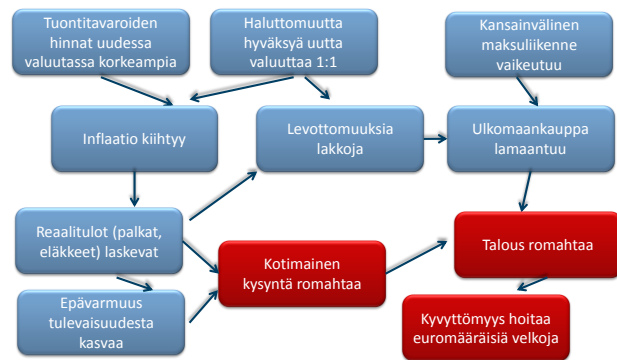 Tuontitavaroiden
hinnat uudessa
valuutassa korkeampia
Haluttomuutta
hyväksyä uutta
valuuttaa 1:1
Kansainvälinen
maksuliikenne
vaikeutuu
Inflaatio kiihtyy
Levottomuuksia
lakkoja
Ulkomaankauppa
lamaantuu
Reaalitulot (palkat,
eläkkeet) laskevat
Kotimainen
kysyntä romahtaa
Talous romahtaa
Epävarmuus
tulevaisuudesta
kasvaa
Kyvyttömyys hoitaa
euromääräisiä velkoja